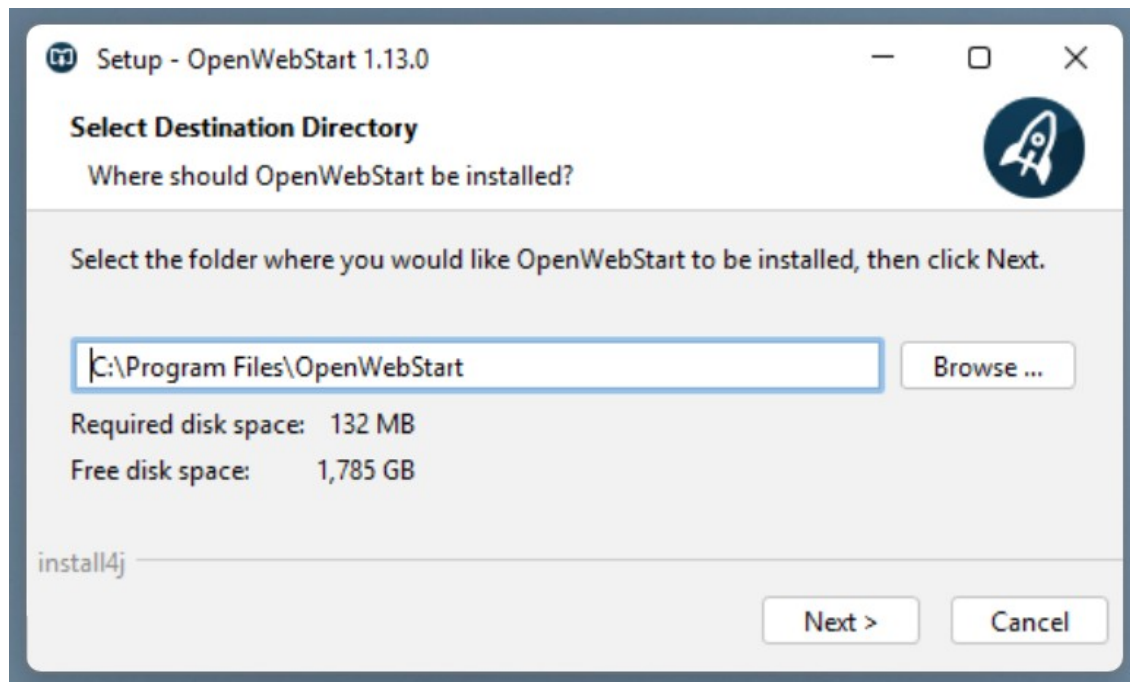 Setup - OpenWebStart 1.13.0
Select Destination Directory
Where should OpenWebStart be installed?
Select the folder where you would like OpenWebStart to be installed, then click Next.
C:\Program Files\OpenWebStart
Browse ...
Required disk space: 132 MB
Free disk space: 1,785 GB
install4j
Next >
Cancel